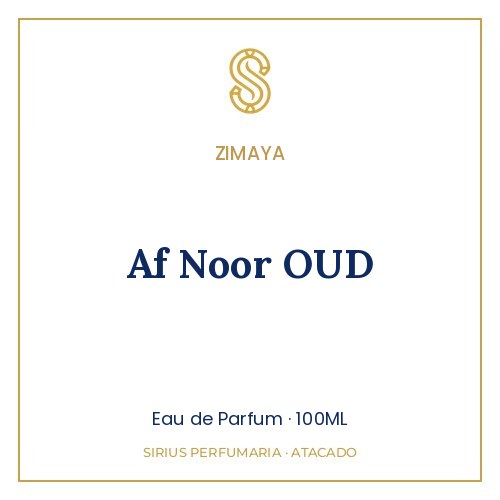 ZIMAYA
Af Noor OUD
Eau de Parfum · 100ML
SIRIUS PERFUMARIA · ATACADO